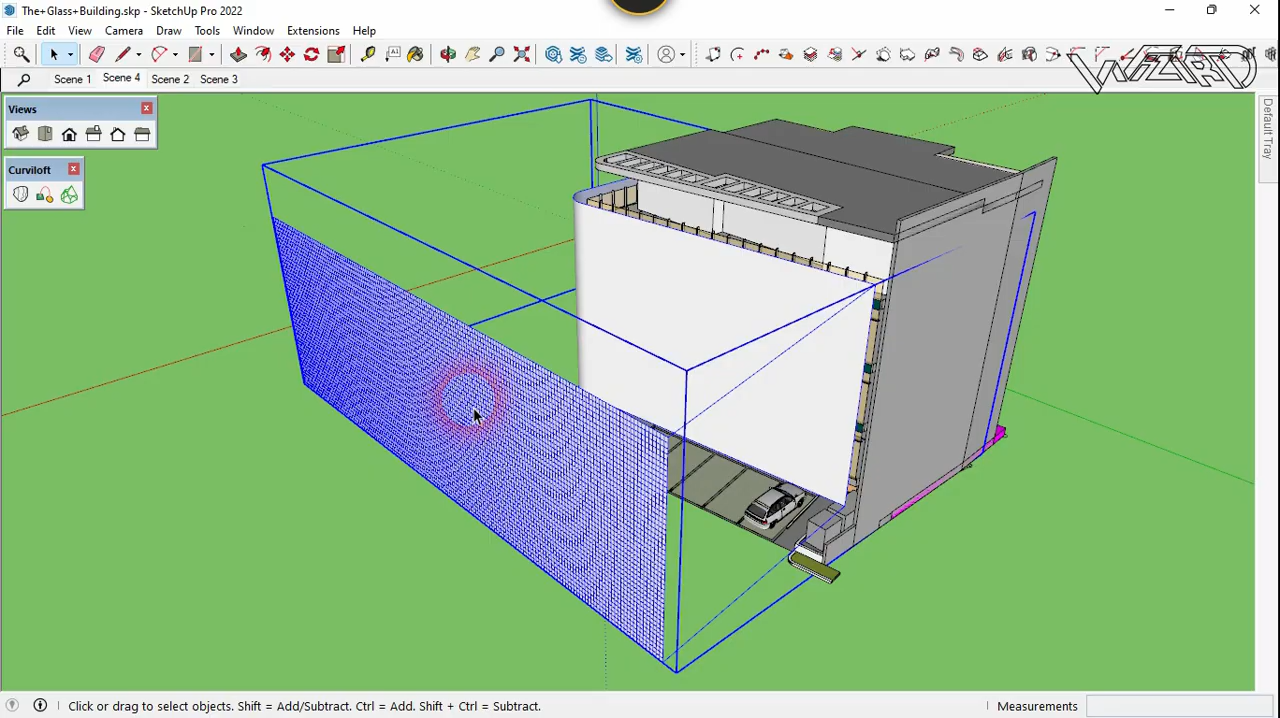 The+Glass+Building.skp - SketchUp Pro 2022
File Edit View Camera Draw Tools Window Extensions Help
WIZARD
Scene 1 Scene 4 Scene 2 Scene 3
Views
Curviloft
Default Tray
Click or drag to select objects. Shift = Add/Subtract. Ctrl = Add. Shift + Ctrl = Subtract.
Measurements